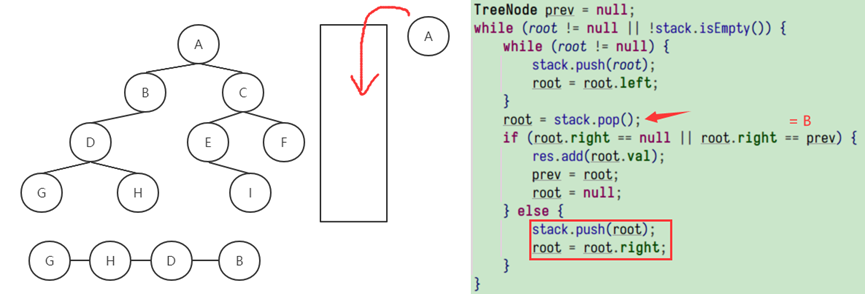 A
B
C
D
E
F
G
H
I
G
H
D
B
A
TreeNode prev = null;
while (root != null || !stack.isEmpty()) {
while (root != null) {
stack.push(root);
root = root.left;
}
root = stack.pop();
= B
if (root.right == null || root.right == prev) {
res.add(root.val);
prev = root;
root = null;
} else {
stack.push(root);
root = root.right;
}
}